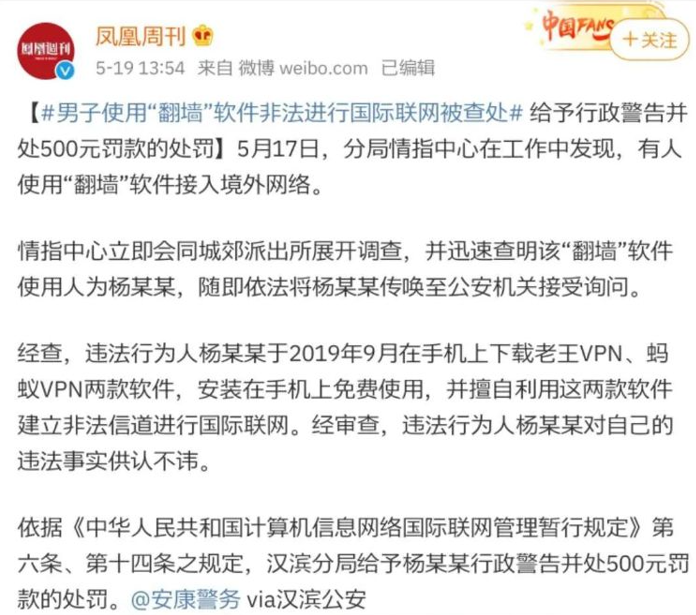 凤凰周刊
5-19 13:54 来自 微博 weibo.com 已编辑
中国FANS
+关注
鳳凰週刊
【#男子使用“翻墙”软件非法进行国际联网被查处# 给予行政警告并
处500元罚款的处罚】5月17日，分局情指中心在工作中发现，有人
使用“翻墙”软件接入境外网络。
情指中心立即会同城郊派出所展开调查，并迅速查明该“翻墙”软件
使用人为杨某某，随即依法将杨某某传唤至公安机关接受询问。
经查，违法行为人杨某某于2019年9月在手机上下载老王VPN、蚂
蚁VPN两款软件，安装在手机上免费使用，并擅自利用这两款软件
建立非法信道进行国际联网。经审查，违法行为人杨某某对自己的
违法事实供认不讳。
依据《中华人民共和国计算机信息网络国际联网管理暂行规定》第
六条、第十四条之规定，汉滨分局给予杨某某行政警告并处500元罚
款的处罚。@安康警务 via汉滨公安